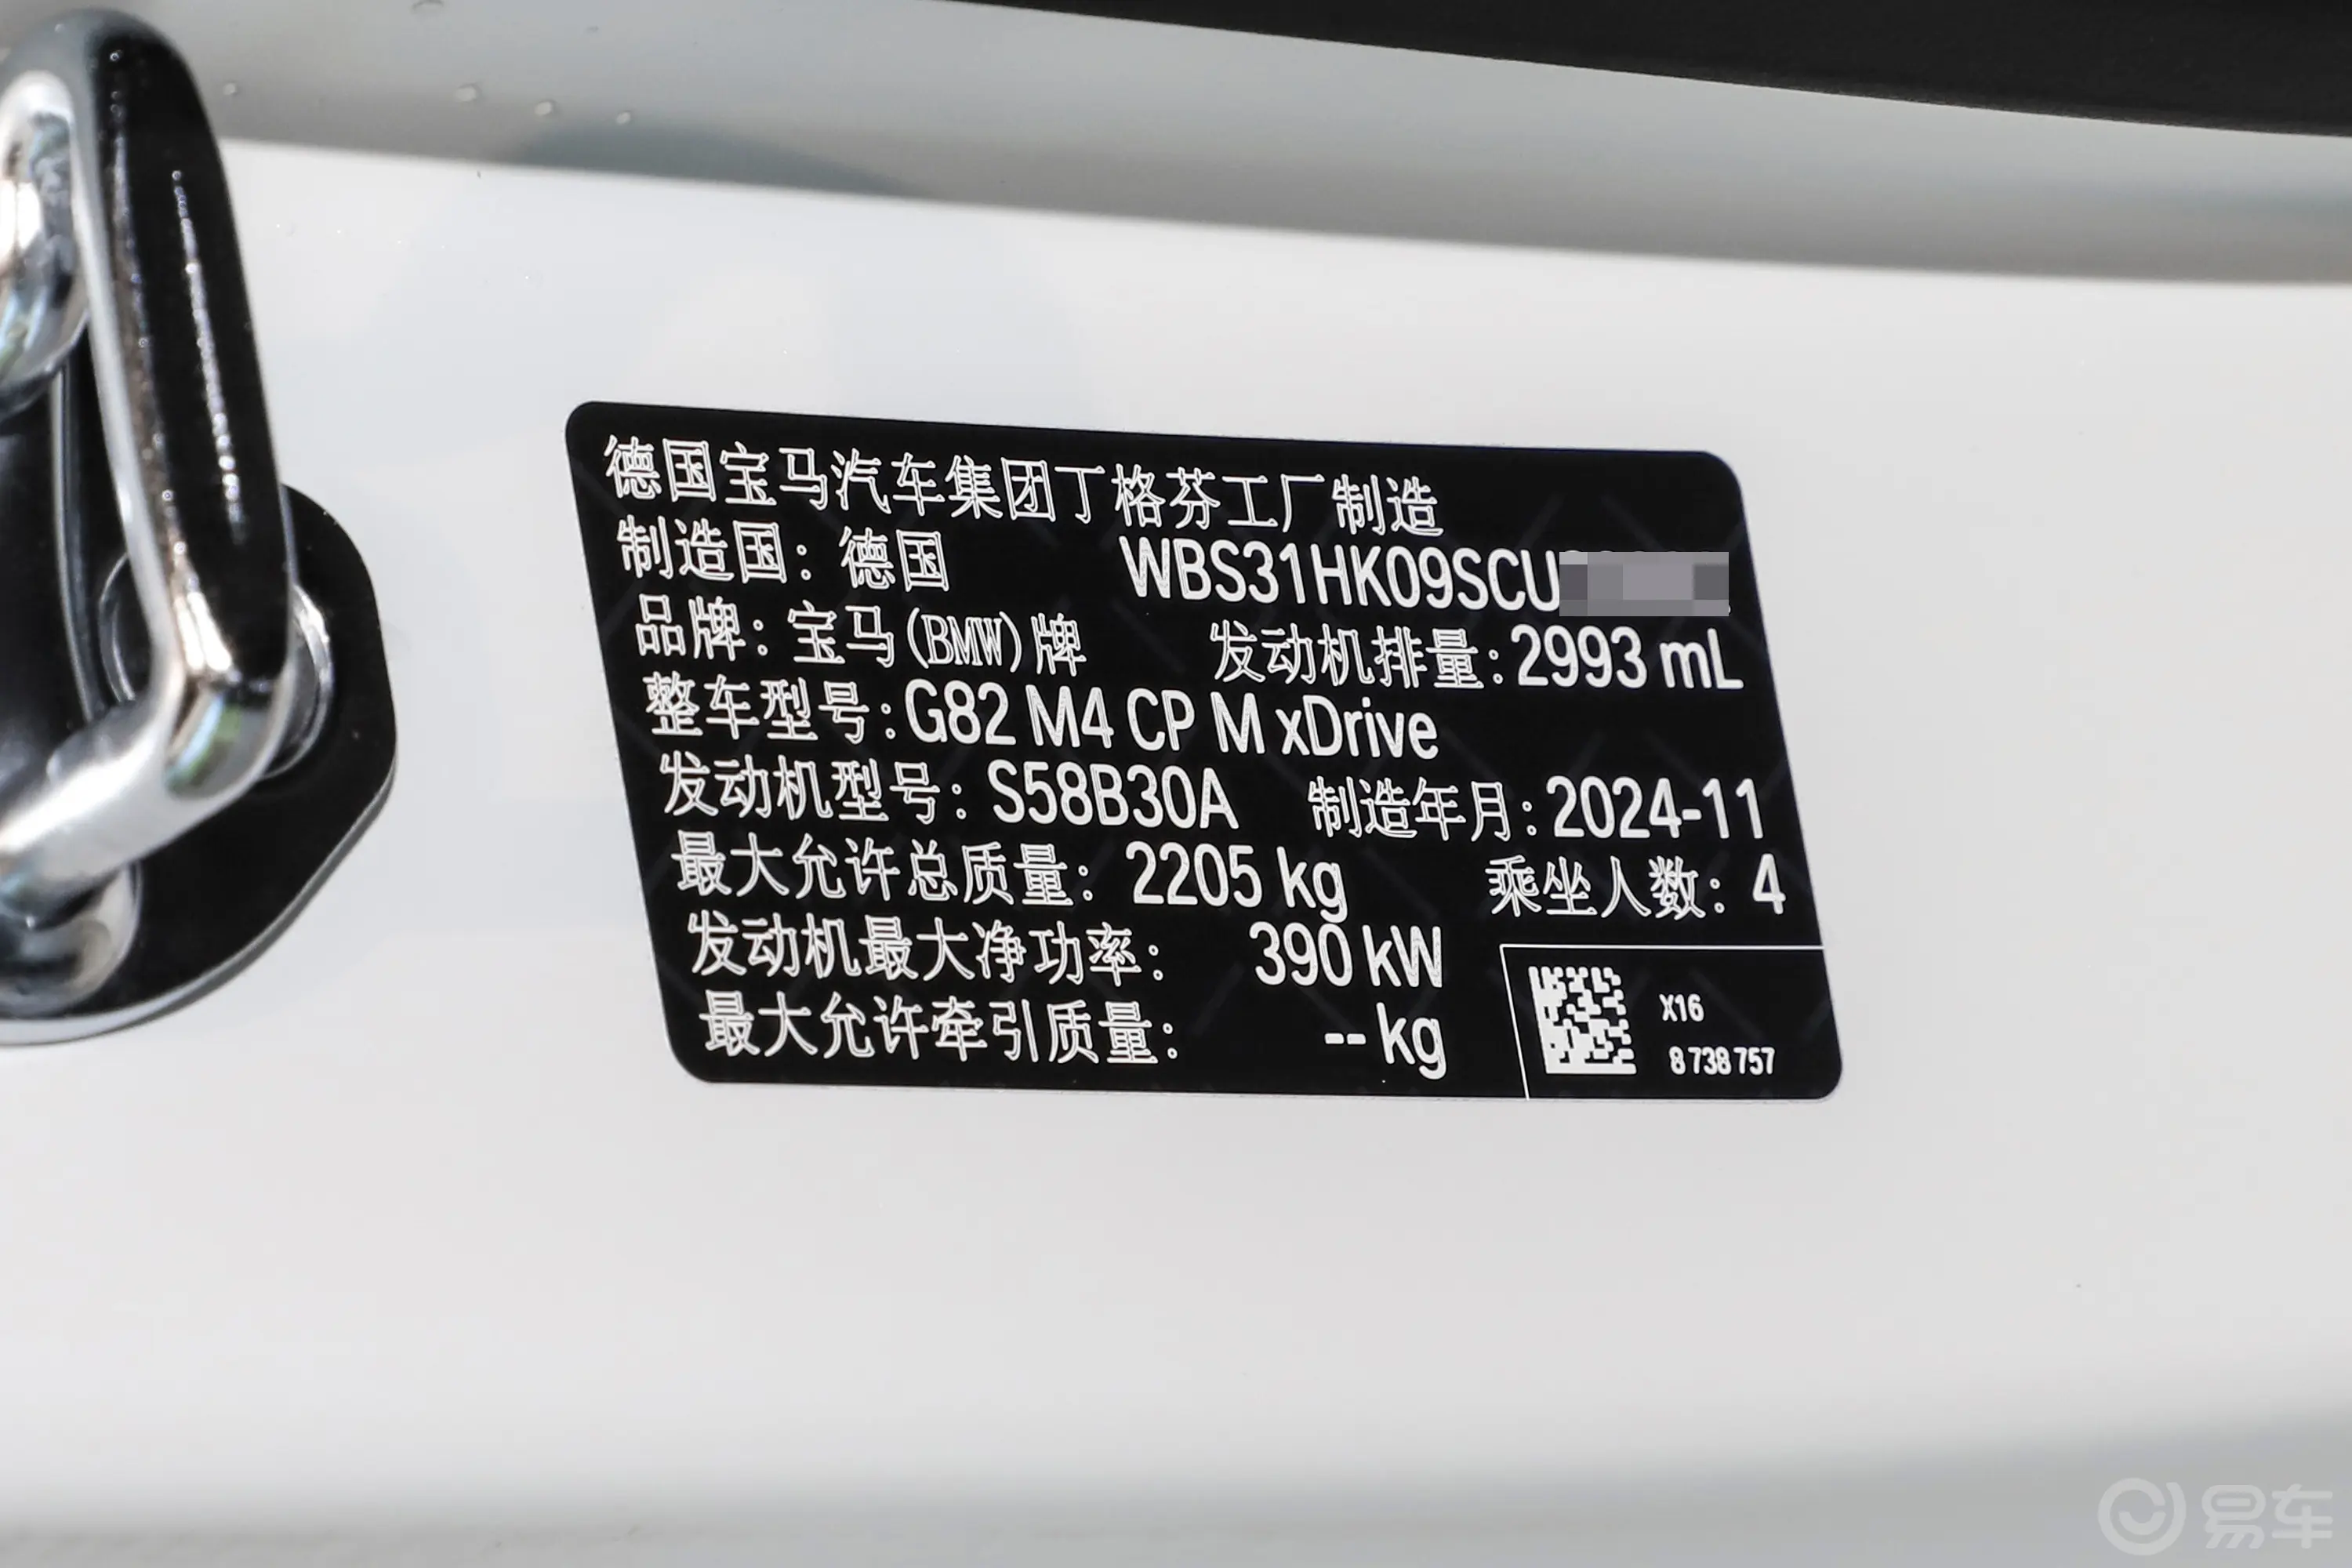 德国宝马汽车集团丁格芬工厂制造
制造国：德国 WBS31HK09SCU
品牌：宝马(BMW)牌 发动机排量：2993 mL
整车型号：G82 M4 CP M xDrive
发动机型号：S58B30A 制造年月：2024-11
最大允许总质量：2205 kg 乘坐人数：4
发动机最大净功率：390 kW
最大允许牵引质量：-- kg
X16
8 738 757
易车